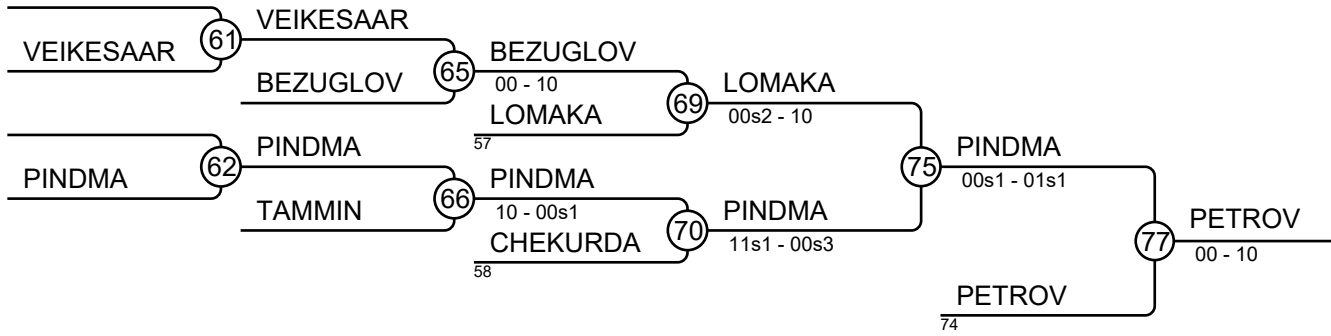 VEIKESAAR
61
VEIKESAAR
BEZUGLOV
65
BEZUGLOV
00 - 10
LOMAKA
57
69
LOMAKA
00s2 - 10
PINDMA
62
PINDMA
TAMMIN
66
PINDMA
10 - 00s1
CHEKURDA
58
70
PINDMA
11s1 - 00s3
75
PINDMA
00s1 - 01s1
PETROV
74
77
PETROV
00 - 10